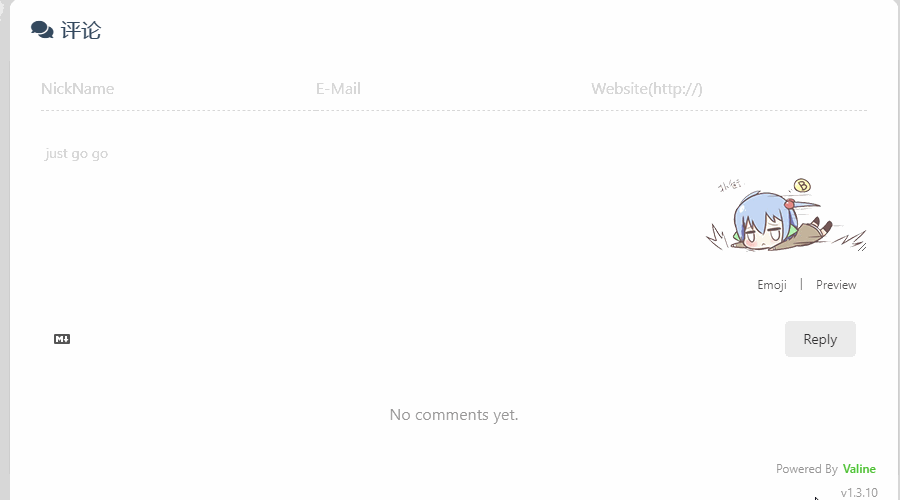 评论
NickName E-Mail Website(http://)
just go go
B
Emoji | Preview
M
Reply
No comments yet.
Powered By Valine
v1.3.10